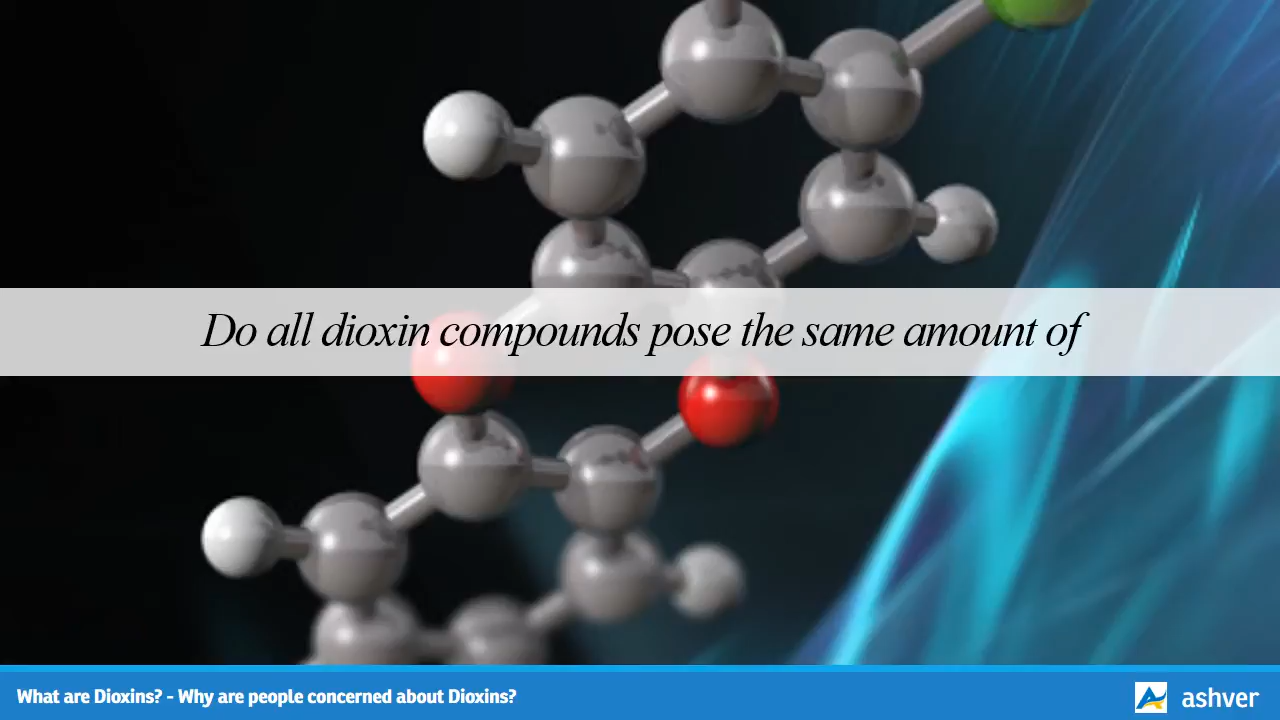 Do all dioxin compounds pose the same amount of
What are Dioxins? - Why are people concerned about Dioxins?
ashver